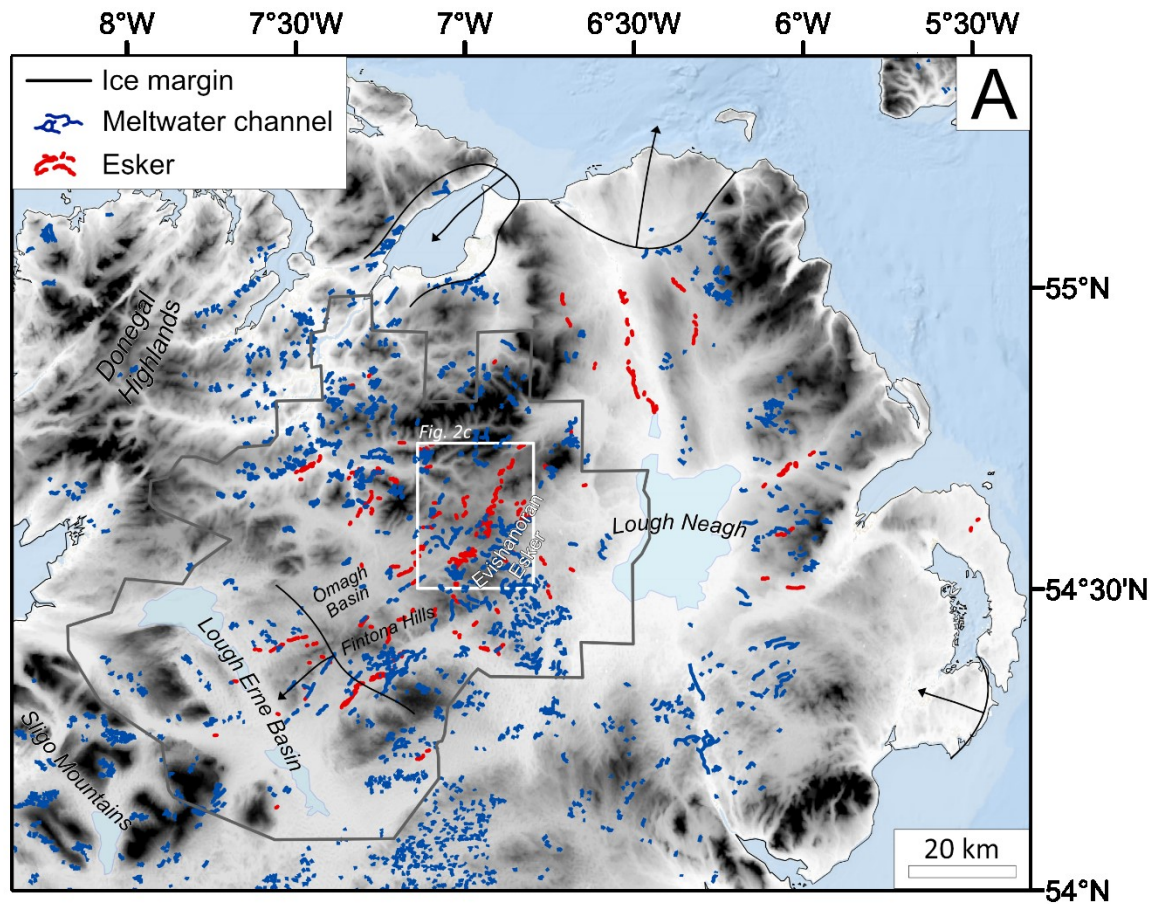 8°W 7°30'W 7°W 6°30'W 6°W 5°30'W
Ice margin
Meltwater channel
Esker
A
55°N
Donegal
Highlands
Fig. 2c
Lough Neagh
Evishanoran
Esker
54°30'N
Omagh
Basin
Fintona Hills
Lough Erne Basin
Sligo Mountains
20 km
54°N